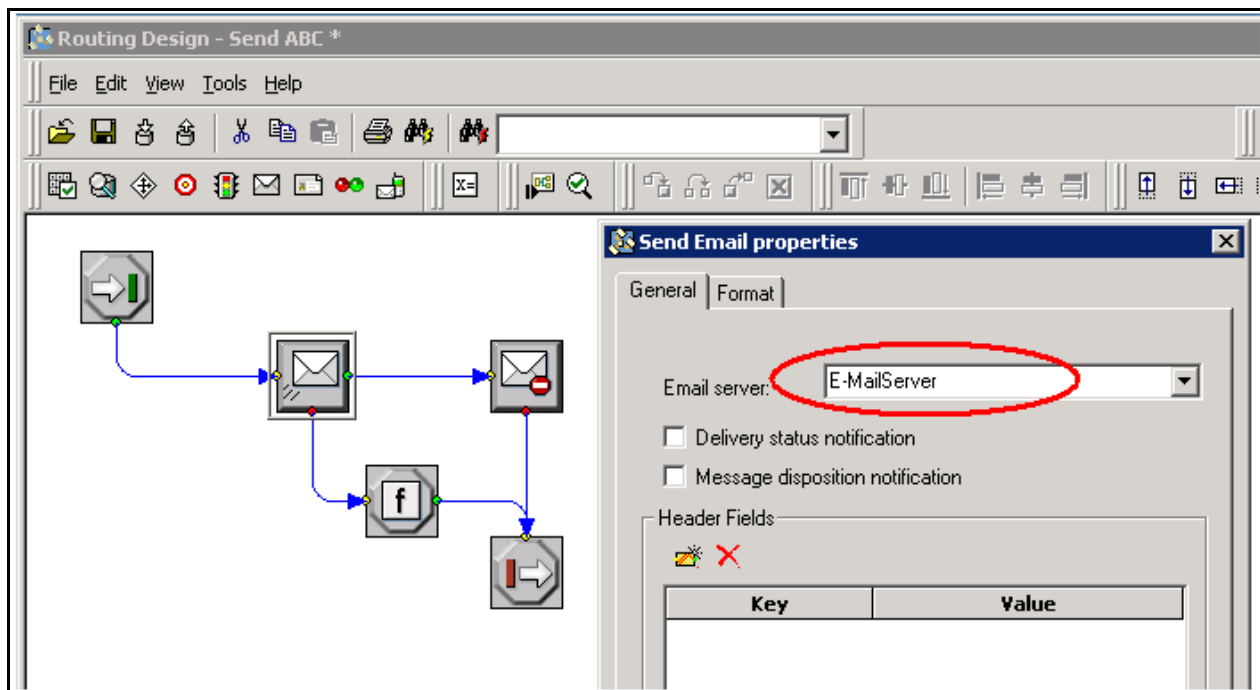 Routing Design - Send ABC *
File Edit View Tools Help
x=
Send Email properties
General Format
Email server: E-MailServer
Delivery status notification
Message disposition notification
f
Header Fields
Key Value